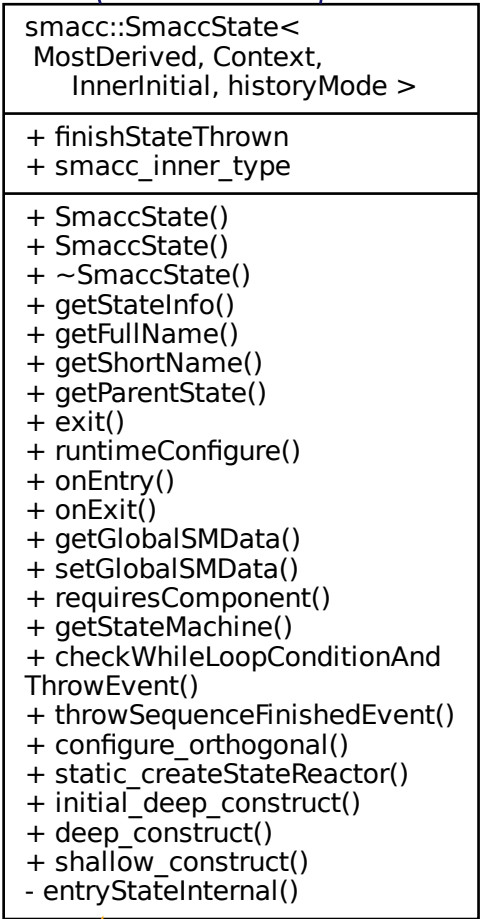 smacc::SmaccState<
MostDerived, Context,
InnerInitial, historyMode >
+ finishStateThrown
+ smacc_inner_type
+ SmaccState()
+ SmaccState()
+ ~SmaccState()
+ getStateInfo()
+ getFullName()
+ getShortName()
+ getParentState()
+ exit()
+ runtimeConfigure()
+ onEntry()
+ onExit()
+ getGlobalSMData()
+ setGlobalSMData()
+ requiresComponent()
+ getStateMachine()
+ checkWhileLoopConditionAnd
ThrowEvent()
+ throwSequenceFinishedEvent()
+ configure_orthogonal()
+ static_createStateReactor()
+ initial_deep_construct()
+ deep_construct()
+ shallow_construct()
- entryStateInternal()